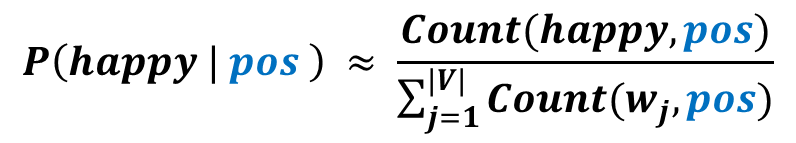 P(happy | pos) ≈ Count(happy,pos) / ∑_{j=1}^{|V|} Count(w_j,pos)